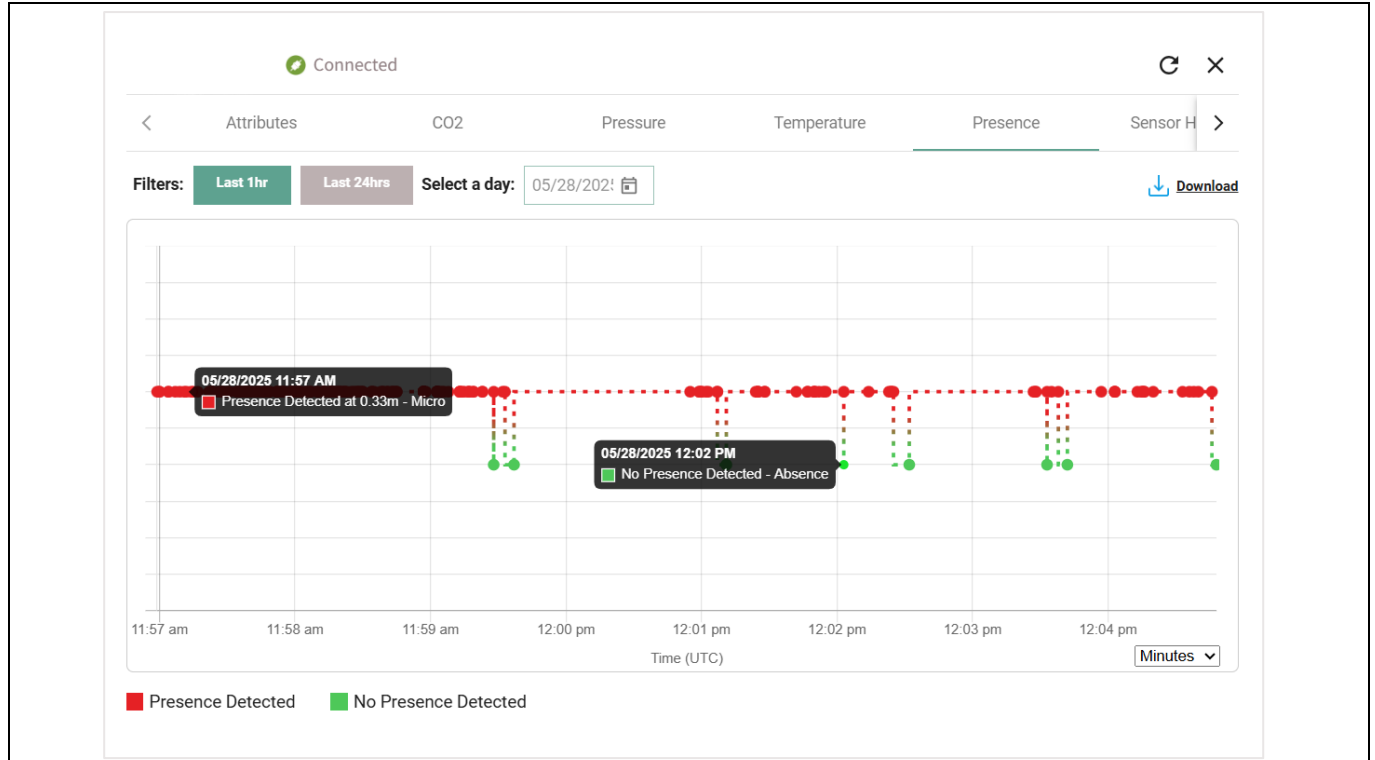 Connected
Attributes CO2 Pressure Temperature Presence Sensor H
Filters: Last 1hr Last 24hrs Select a day: 05/28/202 Download
05/28/2025 11:57 AM
Presence Detected at 0.33m - Micro
05/28/2025 12:02 PM
No Presence Detected - Absence
11:57 am 11:58 am 11:59 am 12:00 pm 12:01 pm 12:02 pm 12:03 pm 12:04 pm
Time (UTC)
Minutes
Presence Detected No Presence Detected